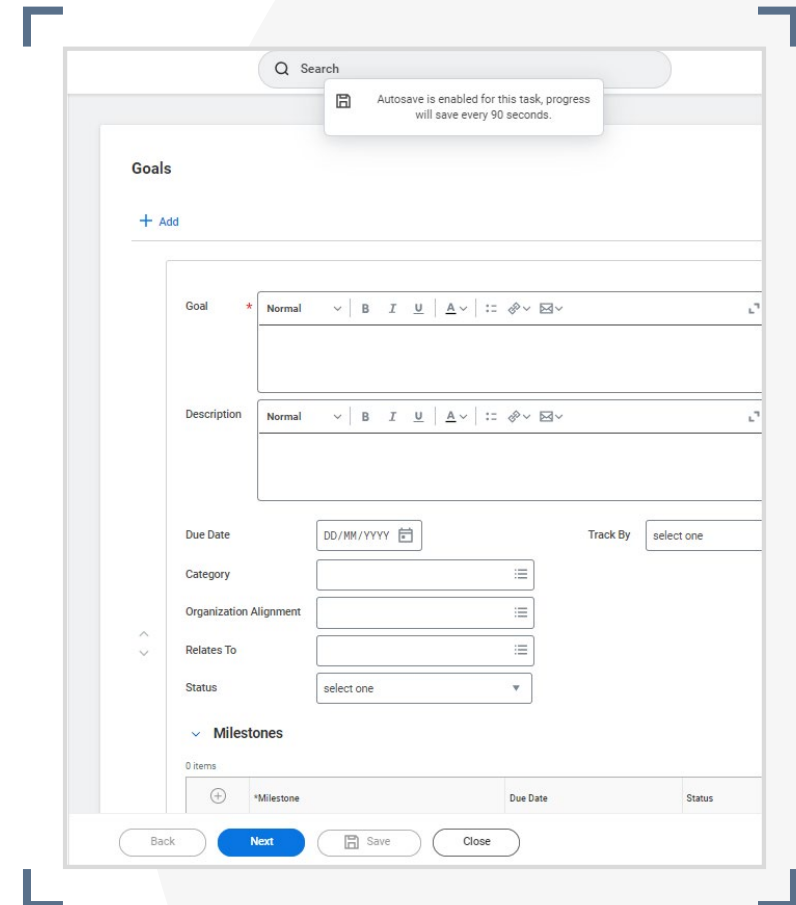 Search
Autosave is enabled for this task, progress
will save every 90 seconds.
Goals
+ Add
Goal * Normal B I U A
Description Normal B I U A
Due Date DD/MM/YYYY Track By select one
Category
Organization Alignment
Relates To
Status select one
Milestones
0 items
*Milestone Due Date Status
Back Next Save Close